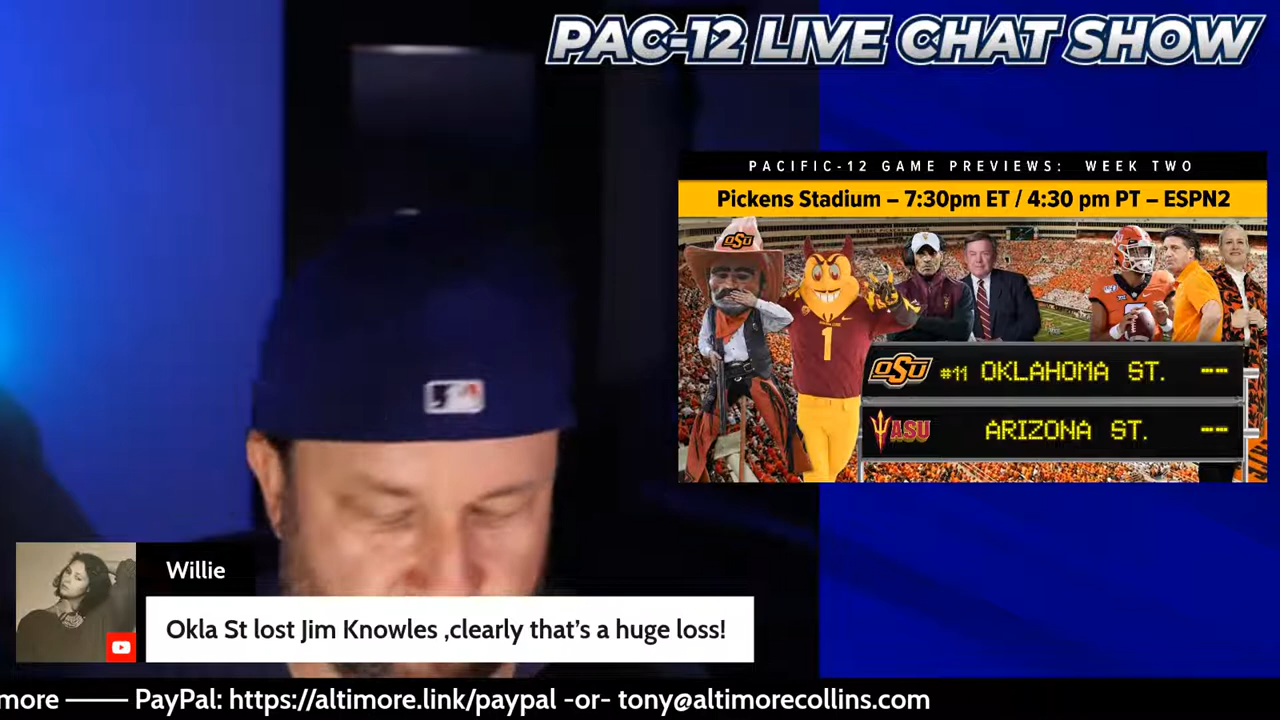 PAC-12 LIVE CHAT SHOW
PACIFIC-12 GAME PREVIEWS: WEEK TWO
Pickens Stadium – 7:30pm ET / 4:30 pm PT – ESPN2
OSU
1
OSU #11 OKLAHOMA ST. --
ASU ARIZONA ST. --
Willie
Okla St lost Jim Knowles ,clearly that's a huge loss!
more —— PayPal: https://altimore.link/paypal -or- tony@altimorecollins.com